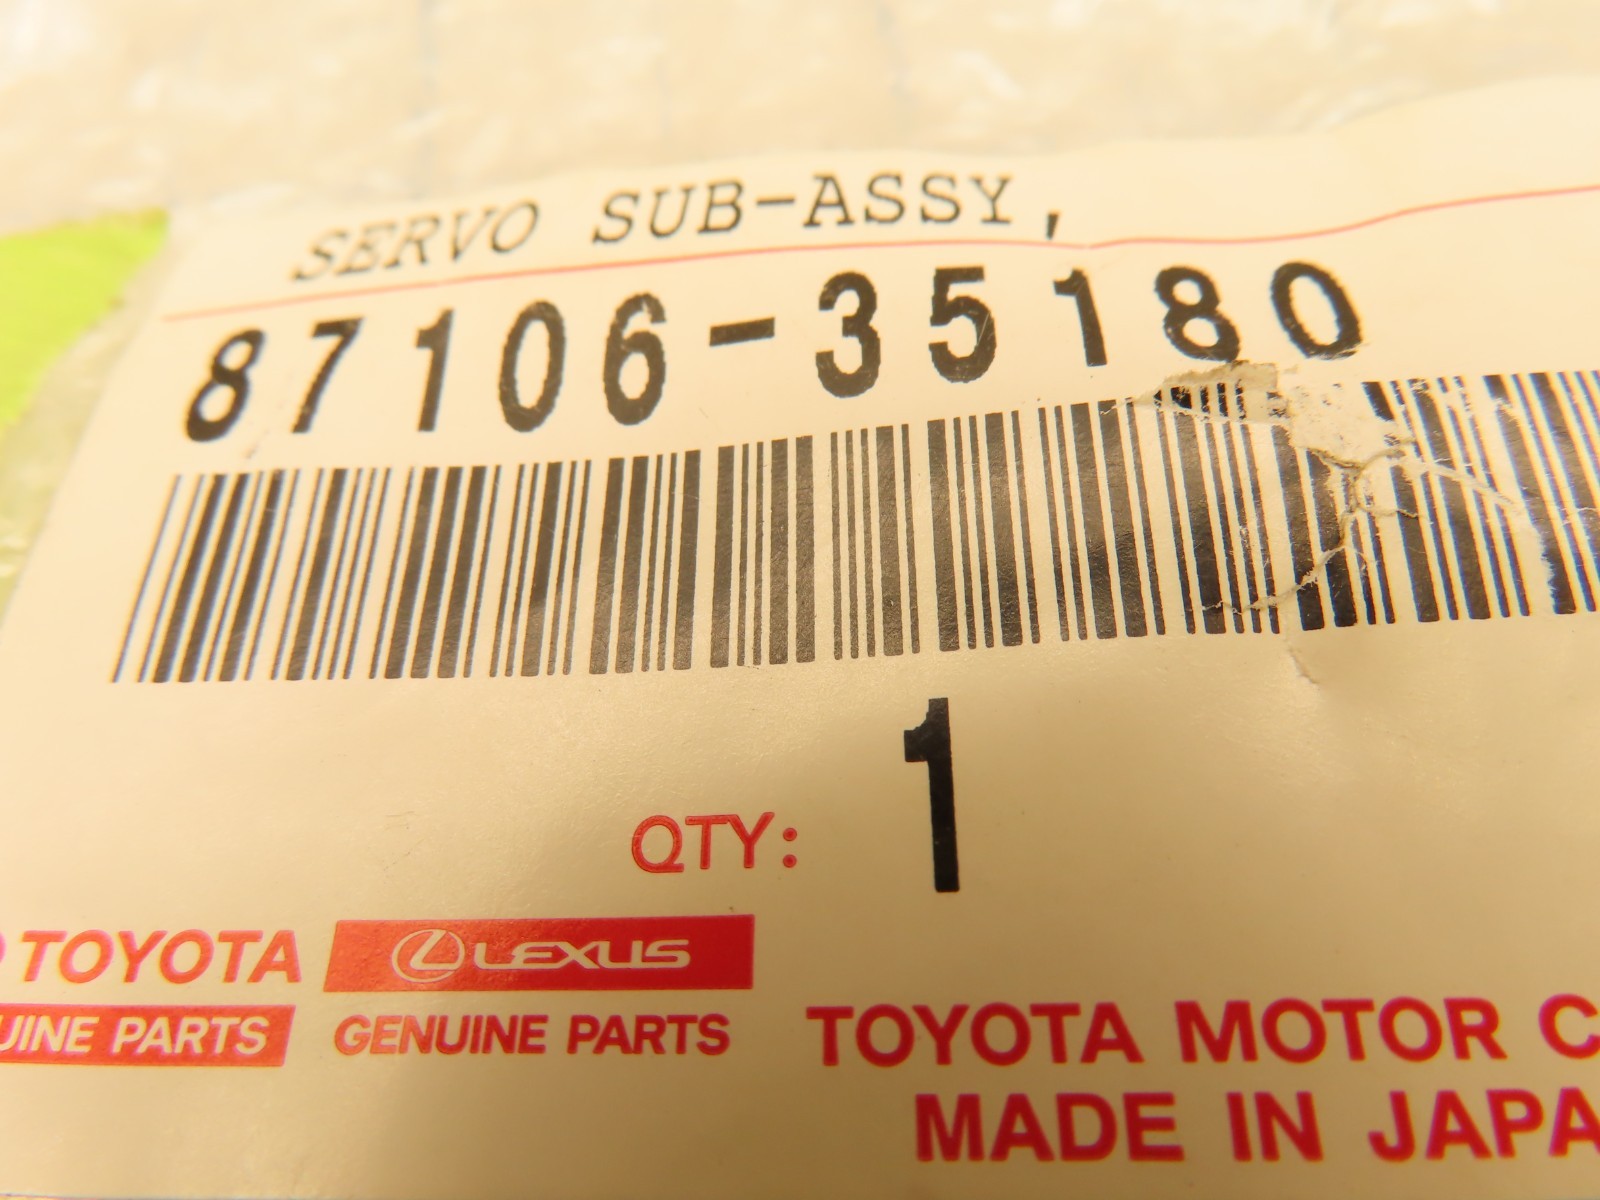 SERVO SUB-ASSY,
87106-35180
QTY: 1
TOYOTA LEXUS
UINE PARTS GENUINE PARTS
TOYOTA MOTOR C
MADE IN JAPA